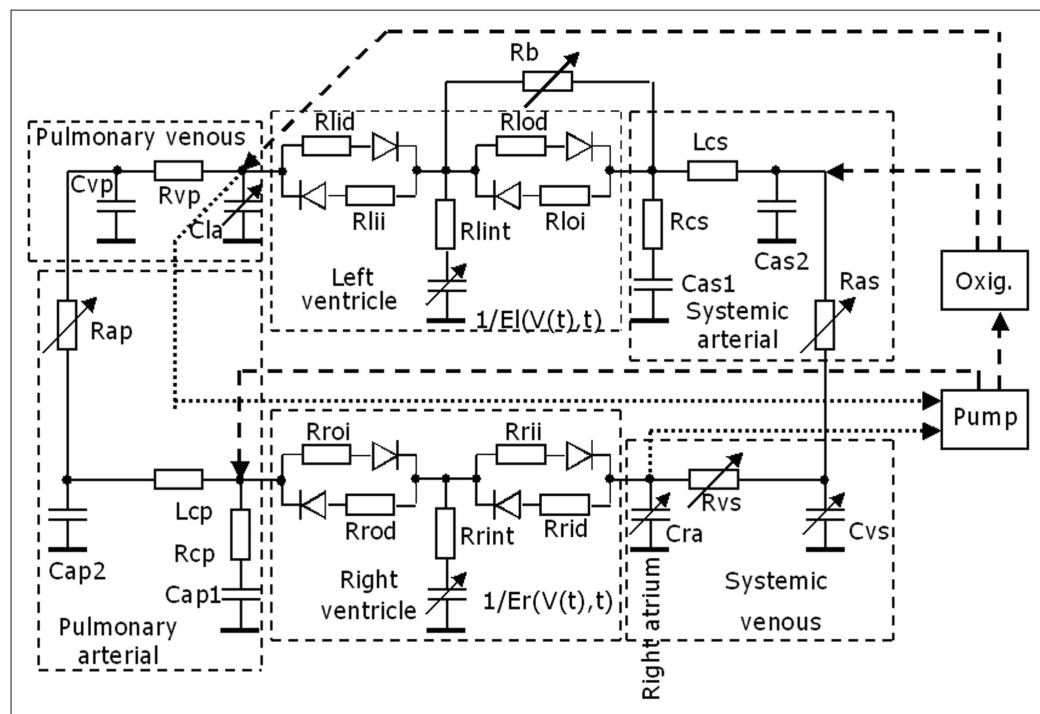 Rb
Pulmonary venous
Rlid
Rlod
Lcs
Cvp
Rvp
Cla
Rlii
Rloi
Rlint
Rcs
Cas2
Left
ventricle
1/El(V(t),t)
Cas1
Systemic
arterial
Ras
Oxig.
Rap
Pump
Rroi
Rrii
Lcp
Rrod
Rrint
Rrid
Rvs
Cra
Cvs
Cap2
Rcp
Cap1
Right
ventricle
1/Er(V(t),t)
Right atrium
Systemic
venous
Pulmonary
arterial